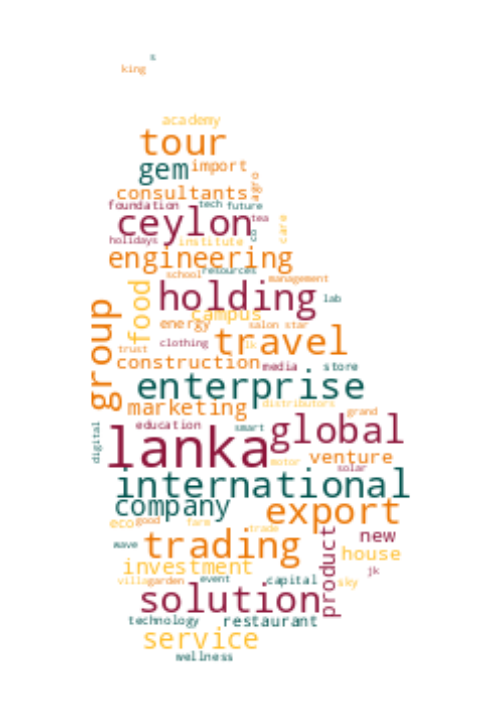 s
king
academy
tour
gem import
consultants agro
foundation tech future
ceylon tea
co care
holidays institute
engineering
school resources
management
holding lab
food campus
group energy salon star
travel
trust clothing lk
construction media store
enterprise
marketing distributors
grand
education smart
digital lanka global
motor venture
solar
international
company export
eco good farm trade
wave trading product new
house
investment jk
villa garden event capital sky
solution
technology restaurant
service
wellness